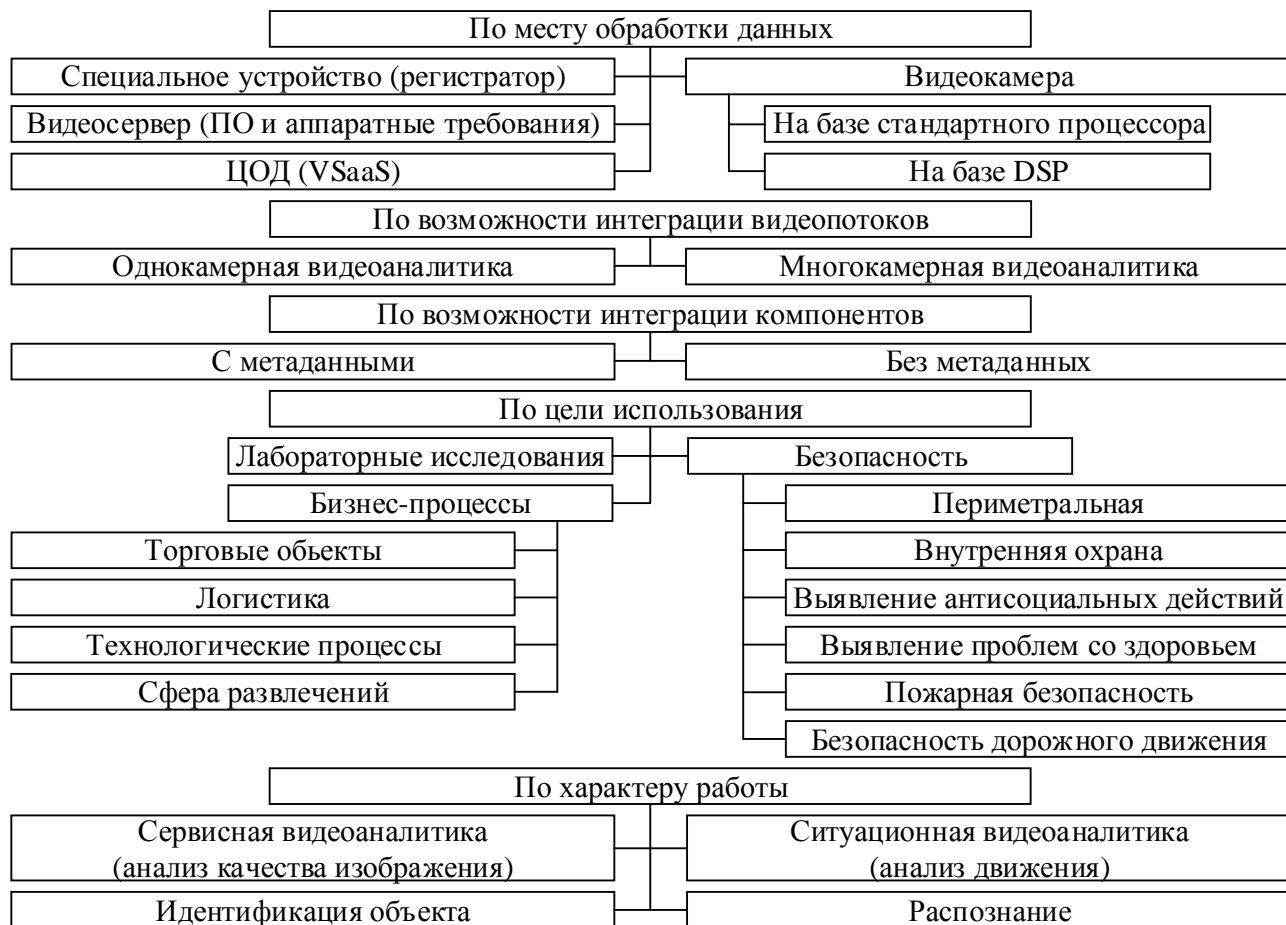 По месту обработки данных
Специальное устройство (регистратор)
Видеокамера
Видеосервер (ПО и аппаратные требования)
На базе стандартного процессора
ЦОД (VSaaS)
На базе DSP
По возможности интеграции видеопотоков
Однокамерная видеоаналитика
Многокамерная видеоаналитика
По возможности интеграции компонентов
С метаданными
Без метаданных
По цели использования
Лабораторные исследования
Безопасность
Бизнес-процессы
Периметральная
Торговые обьекты
Внутренняя охрана
Логистика
Выявление антисоциальных действий
Технологические процессы
Выявление проблем со здоровьем
Сфера развлечений
Пожарная безопасность
Безопасность дорожного движения
По характеру работы
Сервисная видеоаналитика
(анализ качества изображения)
Ситуационная видеоаналитика
(анализ движения)
Идентификация объекта
Распознание